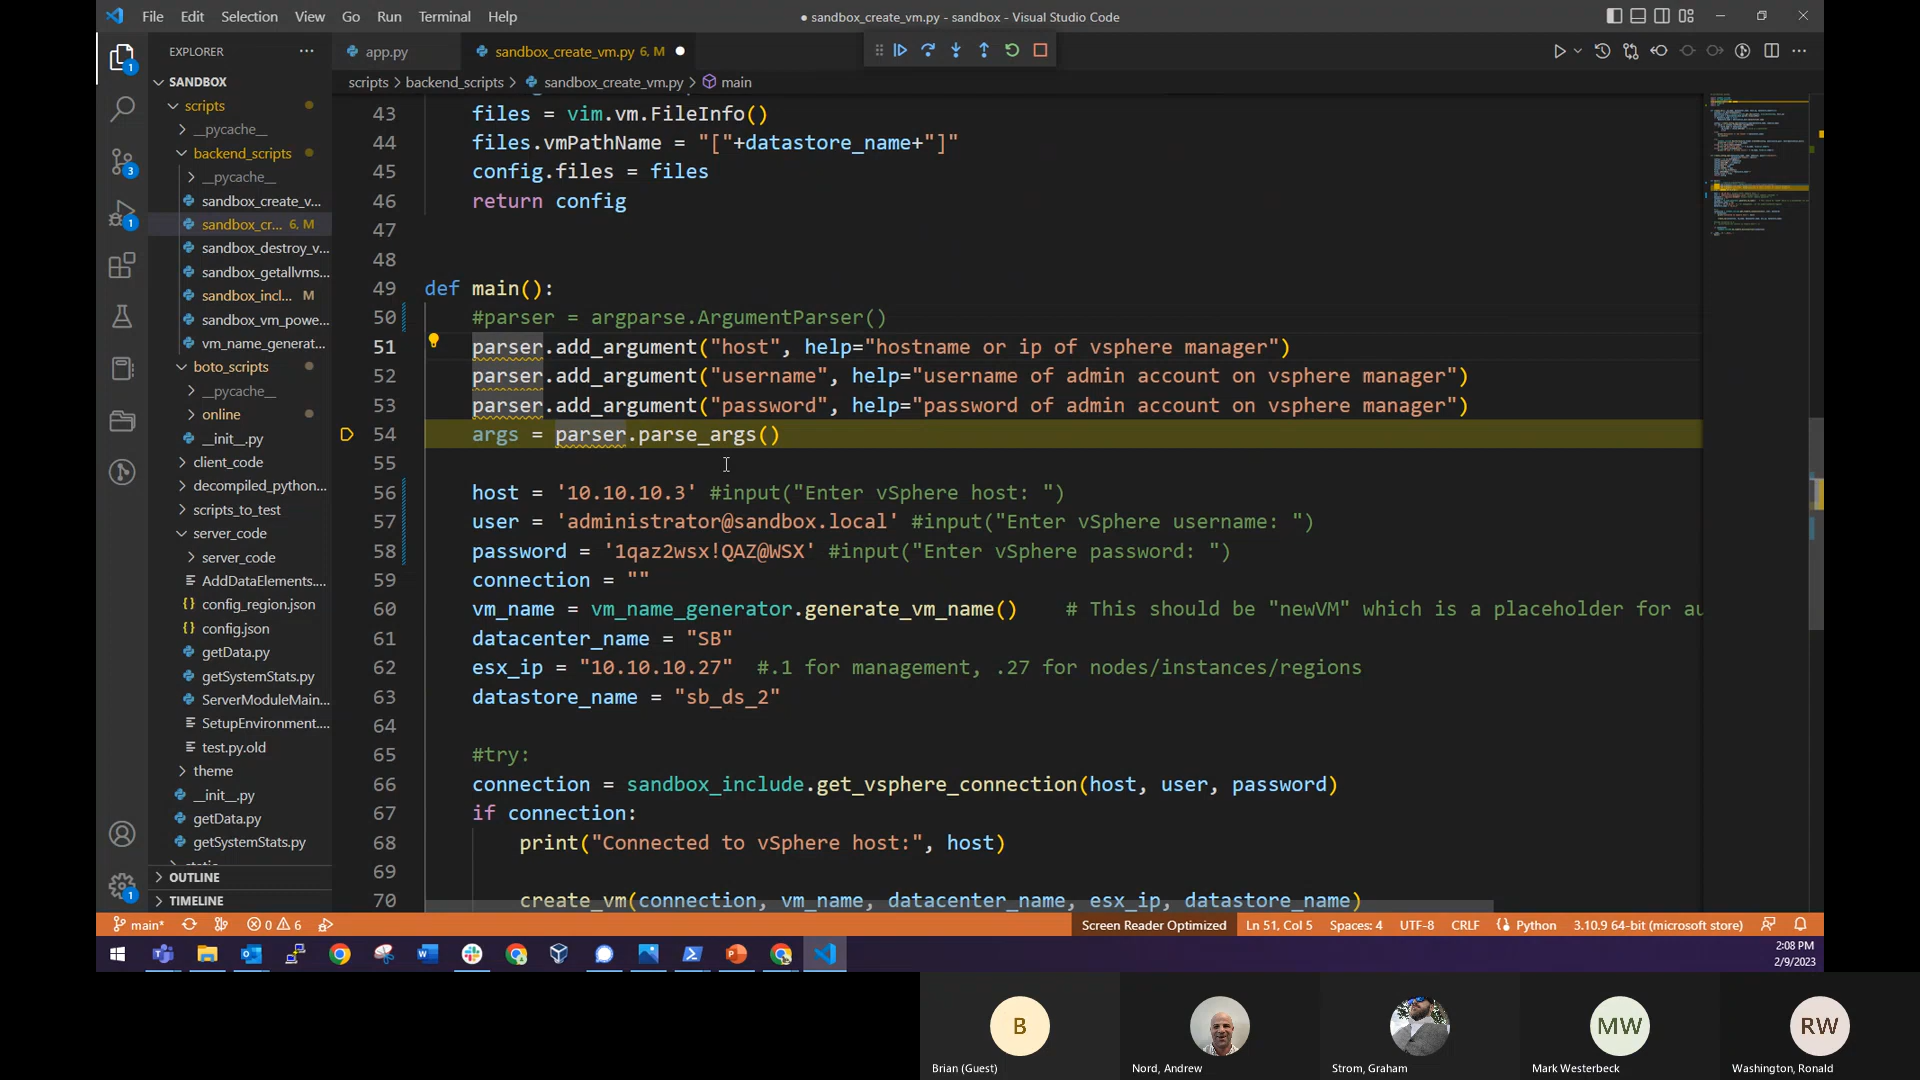 File Edit Selection View Go Run Terminal Help
● sandbox_create_vm.py - sandbox - Visual Studio Code
EXPLORER
app.py
sandbox_create_vm.py 6, M
SANDBOX
scripts > backend_scripts > sandbox_create_vm.py > main
scripts
__pycache__
backend_scripts
__pycache__
sandbox_create_v...
sandbox_cr... 6, M
sandbox_destroy_v...
sandbox_getallvms...
sandbox_incl... M
sandbox_vm_powe...
vm_name_generat...
boto_scripts
__pycache__
online
__init__.py
client_code
decompiled_python...
scripts_to_test
server_code
server_code
AddDataElements....
config_region.json
config.json
getData.py
getSystemStats.py
ServerModuleMain...
SetupEnvironment....
test.py.old
theme
__init__.py
getData.py
getSystemStats.py
OUTLINE
TIMELINE
1
3
1
1
43 files = vim.vm.FileInfo()
44 files.vmPathName = "["+datastore_name+"]"
45 config.files = files
46 return config
47
48
49 def main():
50 #parser = argparse.ArgumentParser()
51 parser.add_argument("host", help="hostname or ip of vsphere manager")
52 parser.add_argument("username", help="username of admin account on vsphere manager")
53 parser.add_argument("password", help="password of admin account on vsphere manager")
54 args = parser.parse_args()
55
56 host = '10.10.10.3' #input("Enter vSphere host: ")
57 user = 'administrator@sandbox.local' #input("Enter vSphere username: ")
58 password = '1qaz2wsx!QAZ@WSX' #input("Enter vSphere password: ")
59 connection = ""
60 vm_name = vm_name_generator.generate_vm_name() # This should be "newVM" which is a placeholder for au
61 datacenter_name = "SB"
62 esx_ip = "10.10.10.27" #.1 for management, .27 for nodes/instances/regions
63 datastore_name = "sb_ds_2"
64
65 #try:
66 connection = sandbox_include.get_vsphere_connection(host, user, password)
67 if connection:
68 print("Connected to vSphere host:", host)
69
70 create_vm(connection, vm_name, datacenter_name, esx_ip, datastore_name)
main* 0 6 Screen Reader Optimized Ln 51, Col 5 Spaces: 4 UTF-8 CRLF Python 3.10.9 64-bit (microsoft store)
2:08 PM
2/9/2023
B
MW
RW
Brian (Guest)
Nord, Andrew
Strom, Graham
Mark Westerbeck
Washington, Ronald